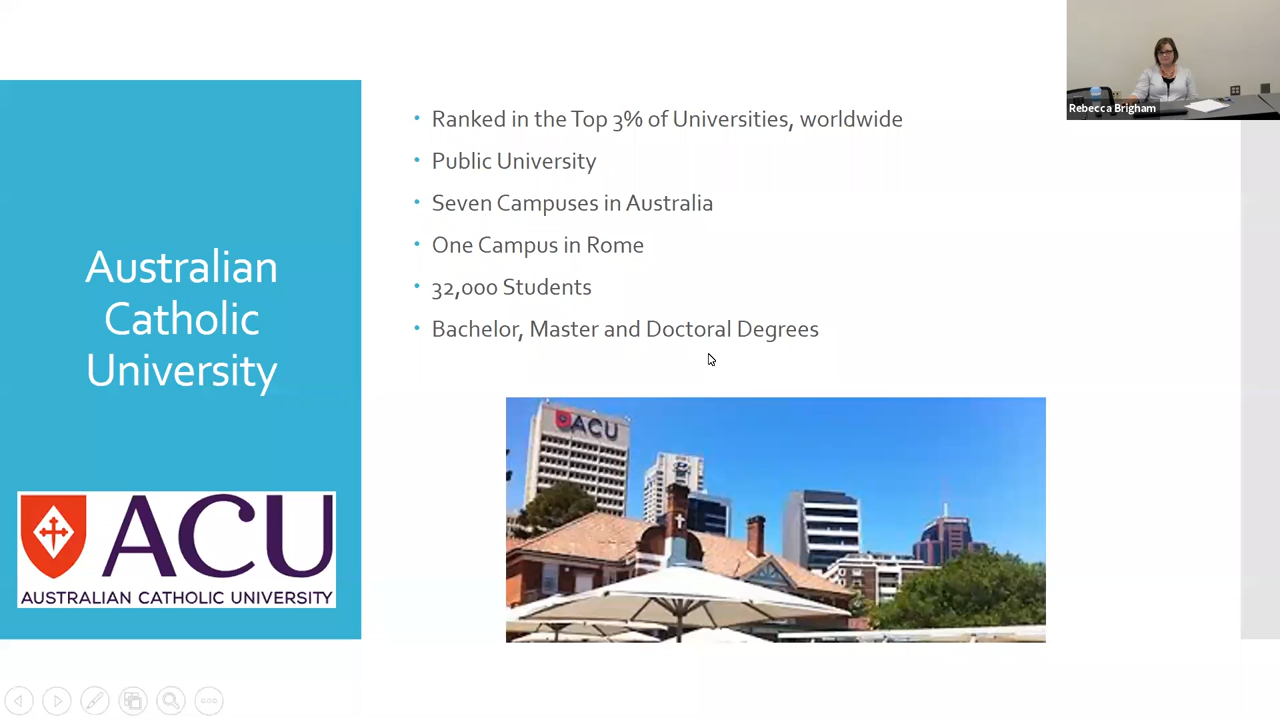 Rebecca Brigham
Australian
Catholic
University
ACU
AUSTRALIAN CATHOLIC UNIVERSITY
• Ranked in the Top 3% of Universities, worldwide
• Public University
• Seven Campuses in Australia
• One Campus in Rome
• 32,000 Students
• Bachelor, Master and Doctoral Degrees
ACU